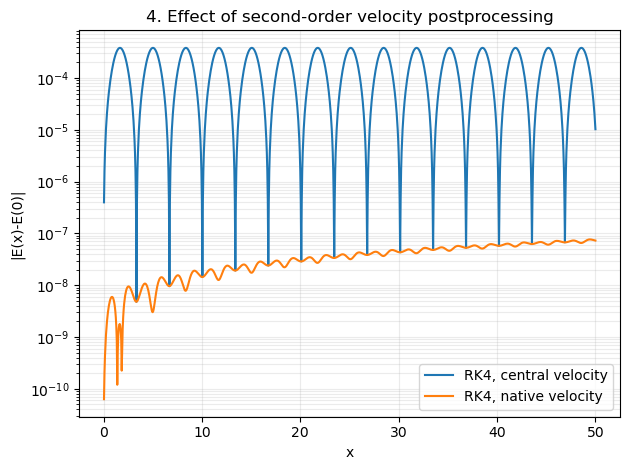 4. Effect of second-order velocity postprocessing
|E(x)-E(0)|
10⁻⁴
10⁻⁵
10⁻⁶
10⁻⁷
10⁻⁸
10⁻⁹
10⁻¹⁰
RK4, central velocity
RK4, native velocity
0 10 20 30 40 50
x